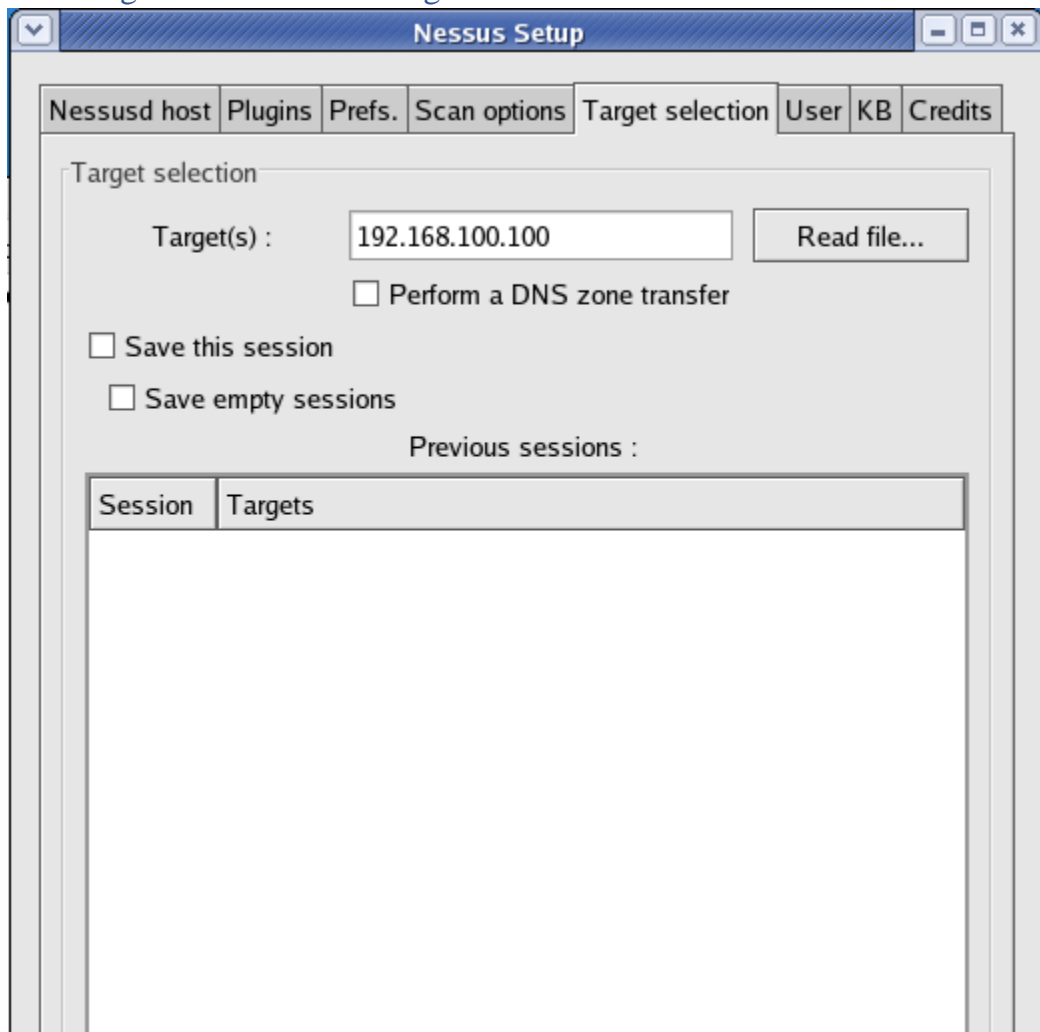 Nessus Setup
Nessusd host Plugins Prefs. Scan options Target selection User KB Credits
Target selection
Target(s) : 192.168.100.100 Read file...
Perform a DNS zone transfer
Save this session
Save empty sessions
Previous sessions :
Session Targets